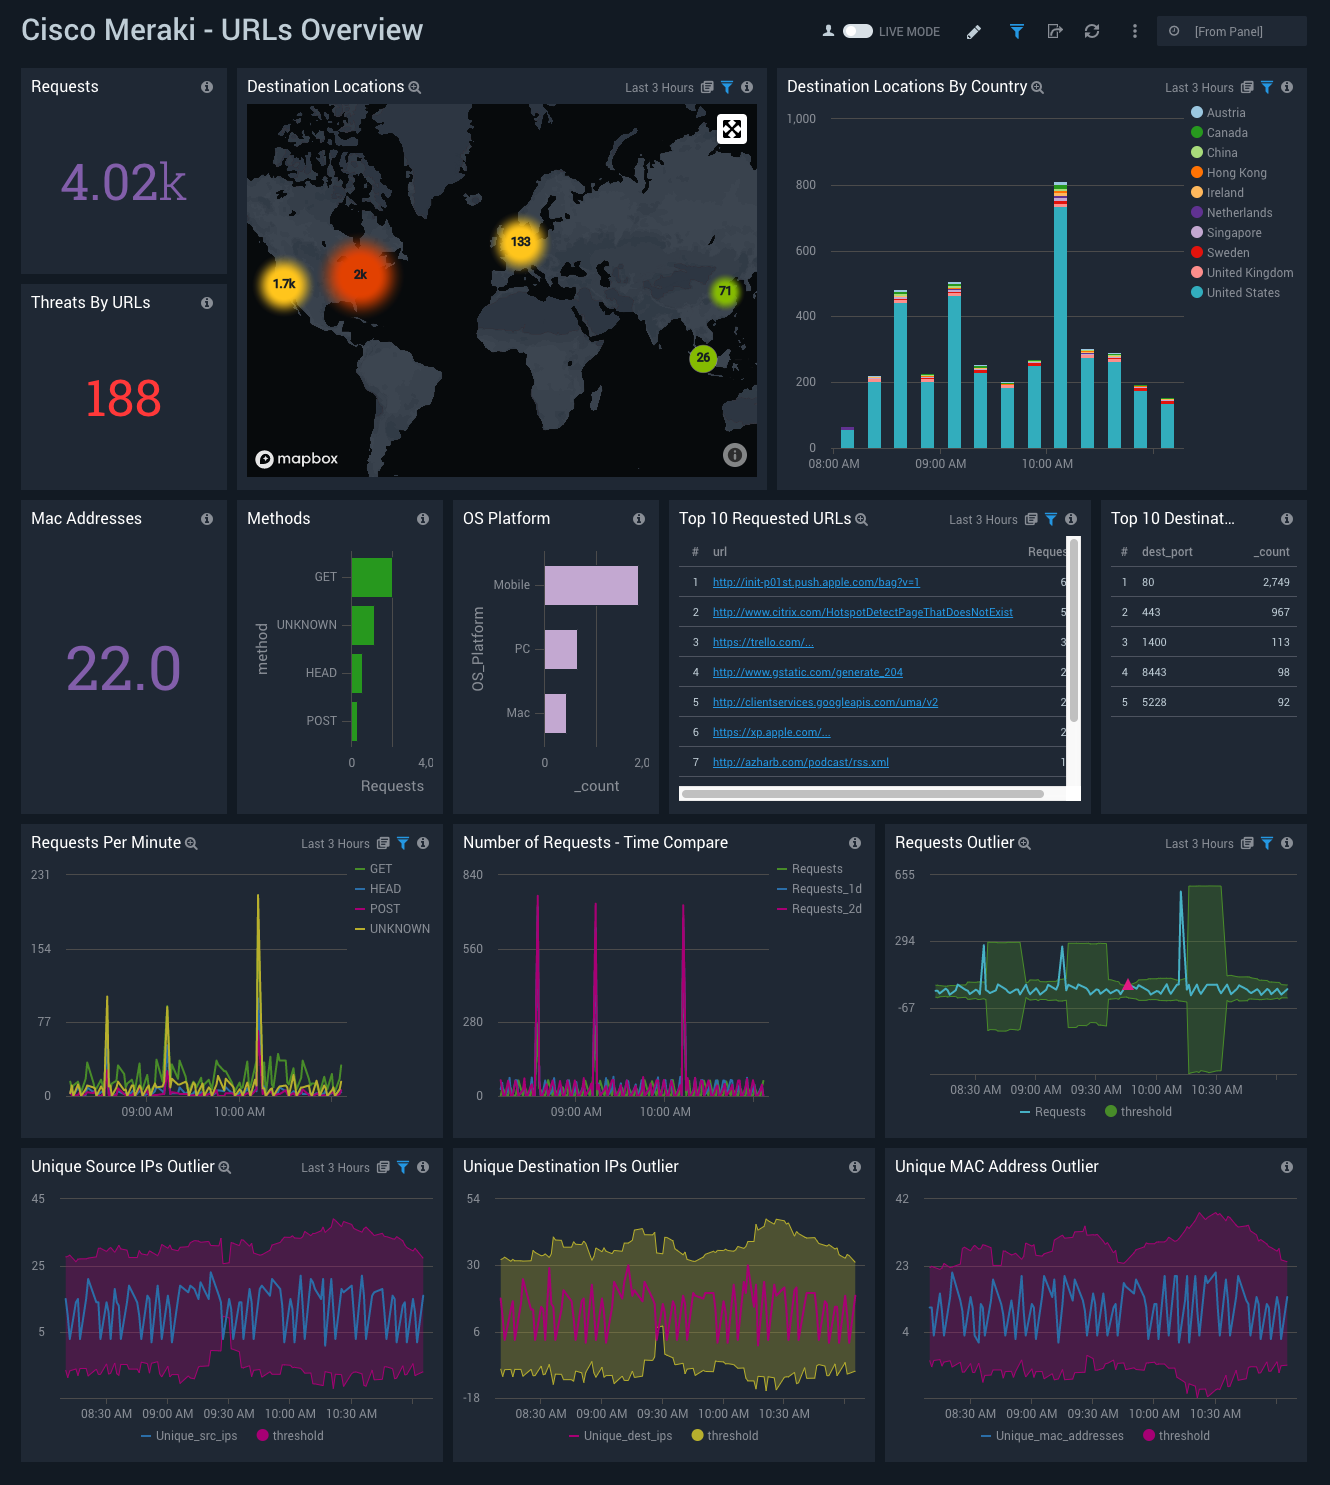 Cisco Meraki - URLs Overview
LIVE MODE
[From Panel]
Requests
4.02k
Threats By URLs
188
Destination Locations
Last 3 Hours
1.7k
2k
133
71
26
mapbox
Destination Locations By Country
Last 3 Hours
1,000
800
600
400
200
0
08:00 AM 09:00 AM 10:00 AM
Austria
Canada
China
Hong Kong
Ireland
Netherlands
Singapore
Sweden
United Kingdom
United States
Mac Addresses
22.0
Methods
method
GET
UNKNOWN
HEAD
POST
0 4,0
Requests
OS Platform
OS_Platform
Mobile
PC
Mac
0 2,0
_count
Top 10 Requested URLs
Last 3 Hours
# url Reques
1 http://init-p01st.push.apple.com/bag?v=1 6
2 http://www.citrix.com/HotspotDetectPageThatDoesNotExist 5
3 https://trello.com/... 3
4 http://www.gstatic.com/generate_204 2
5 http://clientservices.googleapis.com/uma/v2 2
6 https://xp.apple.com/... 2
7 http://azharb.com/podcast/rss.xml 1
Top 10 Destinat...
# dest_port _count
1 80 2,749
2 443 967
3 1400 113
4 8443 98
5 5228 92
Requests Per Minute
Last 3 Hours
231
154
77
0
09:00 AM 10:00 AM
GET
HEAD
POST
UNKNOWN
Number of Requests - Time Compare
840
560
280
0
09:00 AM 10:00 AM
Requests
Requests_1d
Requests_2d
Requests Outlier
Last 3 Hours
655
294
-67
08:30 AM 09:00 AM 09:30 AM 10:00 AM 10:30 AM
Requests threshold
Unique Source IPs Outlier
Last 3 Hours
45
25
5
08:30 AM 09:00 AM 09:30 AM 10:00 AM 10:30 AM
Unique_src_ips threshold
Unique Destination IPs Outlier
54
30
6
-18
08:30 AM 09:00 AM 09:30 AM 10:00 AM 10:30 AM
Unique_dest_ips threshold
Unique MAC Address Outlier
42
23
4
08:30 AM 09:00 AM 09:30 AM 10:00 AM 10:30 AM
Unique_mac_addresses threshold